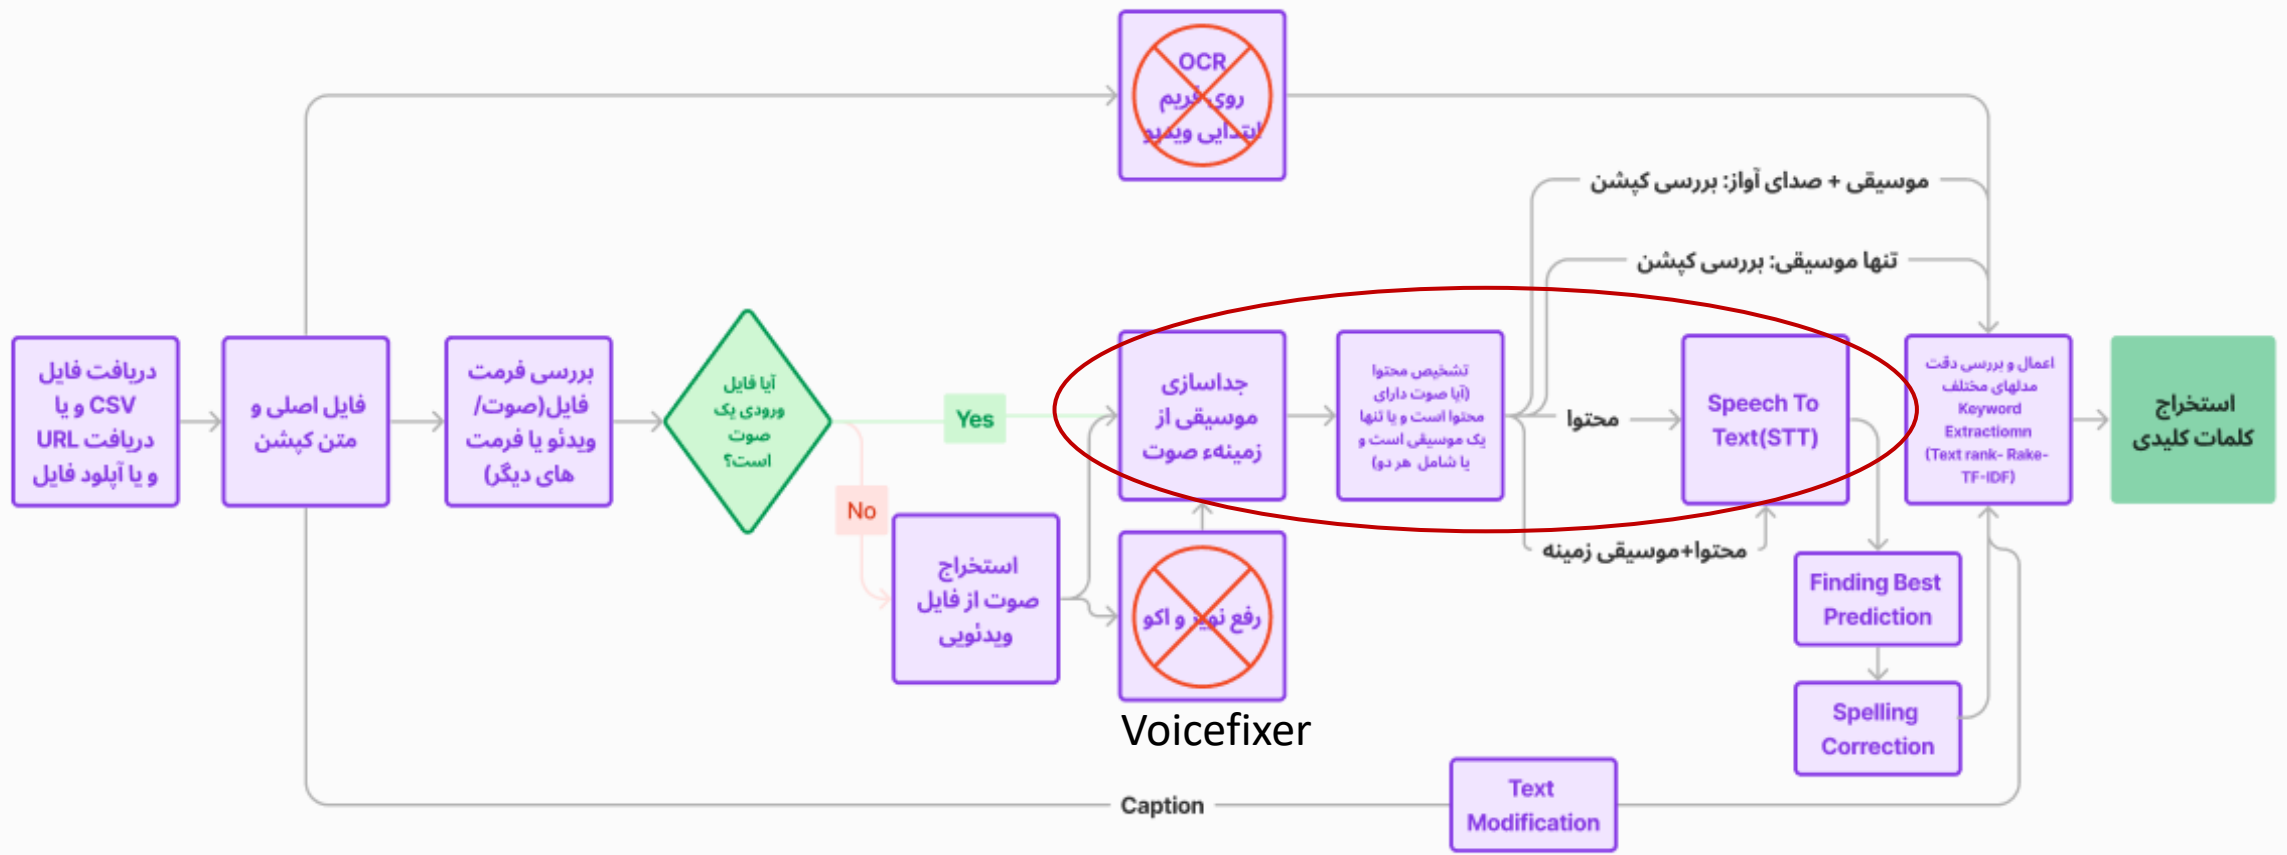 OCR
روی فریم
ابتدایی ویدیو
موسیقی + صدای آواز: بررسی کپشن
تنها موسیقی: بررسی کپشن
دریافت فایل
CSV و یا
دریافت URL
و یا آپلود فایل
فایل اصلی و
متن کپشن
بررسی فرمت
فایل(صوت/
ویدئو یا فرمت
های دیگر)
آیا فایل
ورودی یک
صوت
است؟
Yes
No
استخراج
صوت از فایل
ویدئویی
جداسازی
موسیقی از
زمینهء صوت
رفع نویز و اکو
Voicefixer
تشخیص محتوا
(آیا صوت دارای
محتوا است و یا تنها
یک موسیقی است و
یا شامل هر دو)
محتوا
محتوا+موسیقی زمینه
Speech To
Text(STT)
Finding Best
Prediction
Spelling
Correction
اعمال و بررسی دقت
مدلهای مختلف
Keyword
Extractiomn
(Text rank- Rake-
TF-IDF)
استخراج
کلمات کلیدی
Caption
Text
Modification